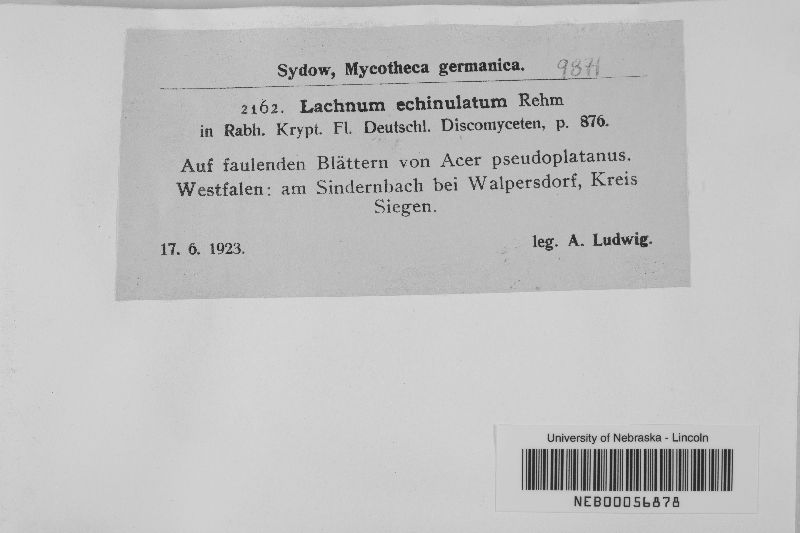 Sydow, Mycotheca germanica. 9871
2162. Lachnum echinulatum Rehm
in Rabh. Krypt. Fl. Deutschl. Discomyceten, p. 876.
Auf faulenden Blättern von Acer pseudoplatanus.
Westfalen: am Sindernbach bei Walpersdorf, Kreis
Siegen.
17. 6. 1923. leg. A. Ludwig.
University of Nebraska - Lincoln
NEB00056878